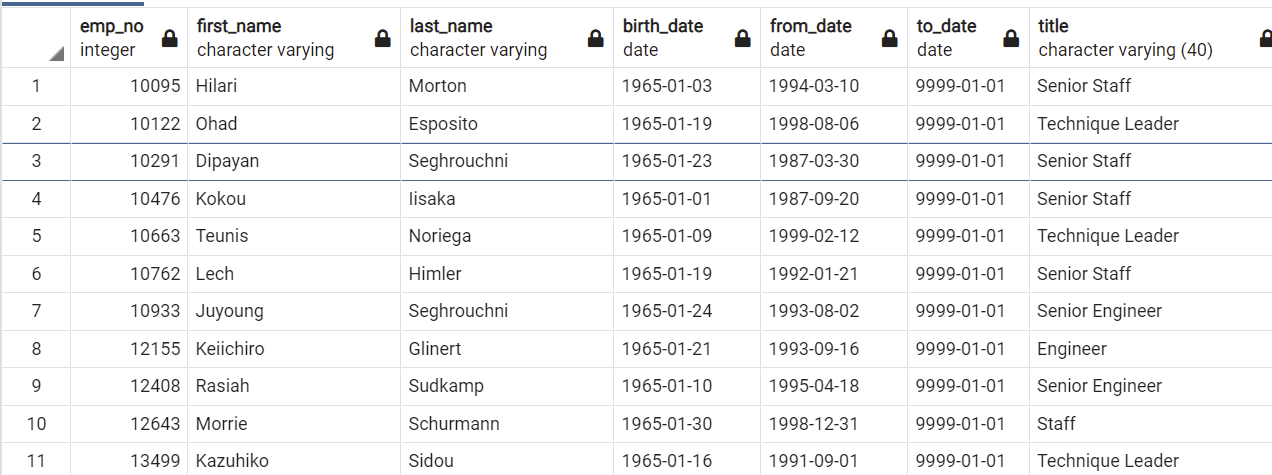 emp_no first_name last_name birth_date from_date to_date title
integer character varying character varying date date date character varying (40)
1 10095 Hilari Morton 1965-01-03 1994-03-10 9999-01-01 Senior Staff
2 10122 Ohad Esposito 1965-01-19 1998-08-06 9999-01-01 Technique Leader
3 10291 Dipayan Seghrouchni 1965-01-23 1987-03-30 9999-01-01 Senior Staff
4 10476 Kokou Iisaka 1965-01-01 1987-09-20 9999-01-01 Senior Staff
5 10663 Teunis Noriega 1965-01-09 1999-02-12 9999-01-01 Technique Leader
6 10762 Lech Himler 1965-01-19 1992-01-21 9999-01-01 Senior Staff
7 10933 Juyoung Seghrouchni 1965-01-24 1993-08-02 9999-01-01 Senior Engineer
8 12155 Keiichiro Glinert 1965-01-21 1993-09-16 9999-01-01 Engineer
9 12408 Rasiah Sudkamp 1965-01-10 1995-04-18 9999-01-01 Senior Engineer
10 12643 Morrie Schurmann 1965-01-30 1998-12-31 9999-01-01 Staff
11 13499 Kazuhiko Sidou 1965-01-16 1991-09-01 9999-01-01 Technique Leader